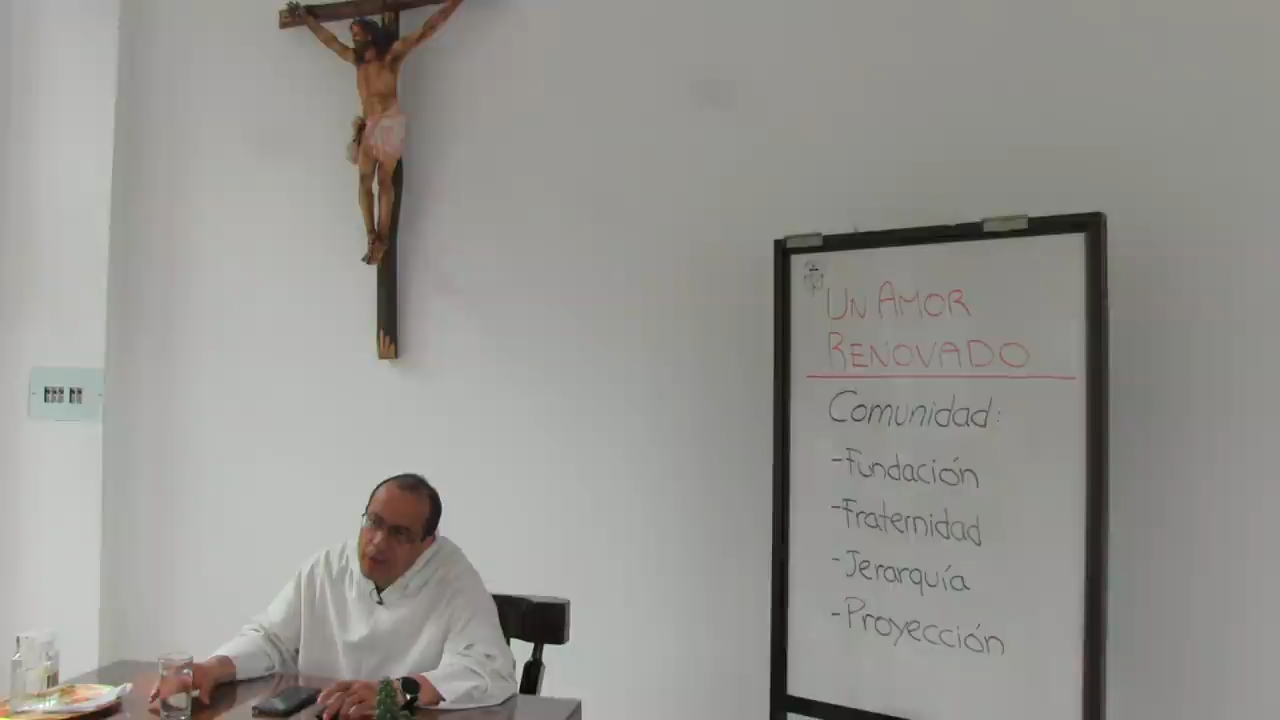 UN AMOR
RENOVADO
Comunidad:
-Fundación
-Fraternidad
-Jerarquía
-Proyección